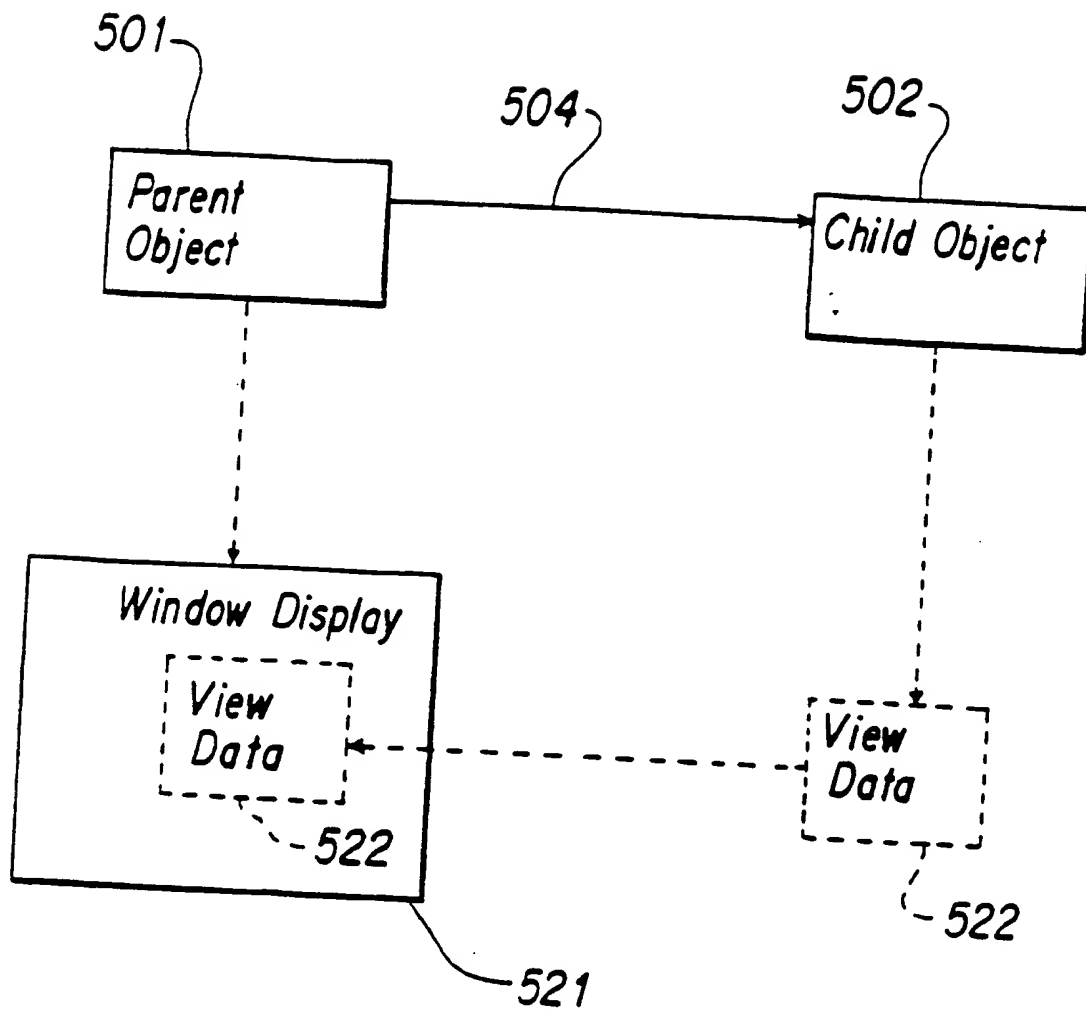 501
504
502
Parent
Object
Child Object
Window Display
View
Data
522
View
Data
522
521